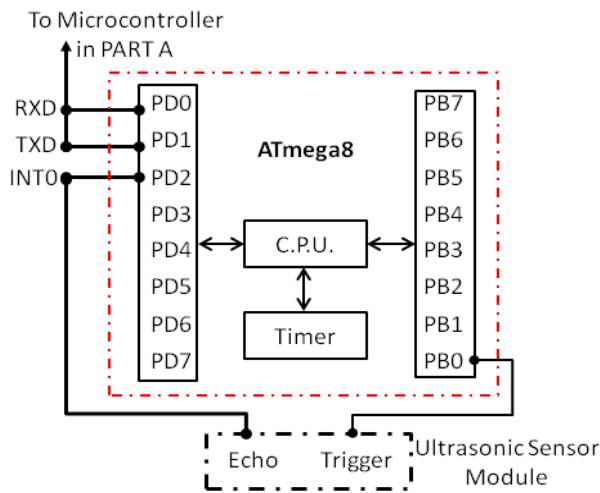 To Microcontroller
in PART A
RXD
TXD
INT0
PD0
PD1
PD2
PD3
PD4
PD5
PD6
PD7
ATmega8
C.P.U.
Timer
PB7
PB6
PB5
PB4
PB3
PB2
PB1
PB0
Echo
Trigger
Ultrasonic Sensor
Module